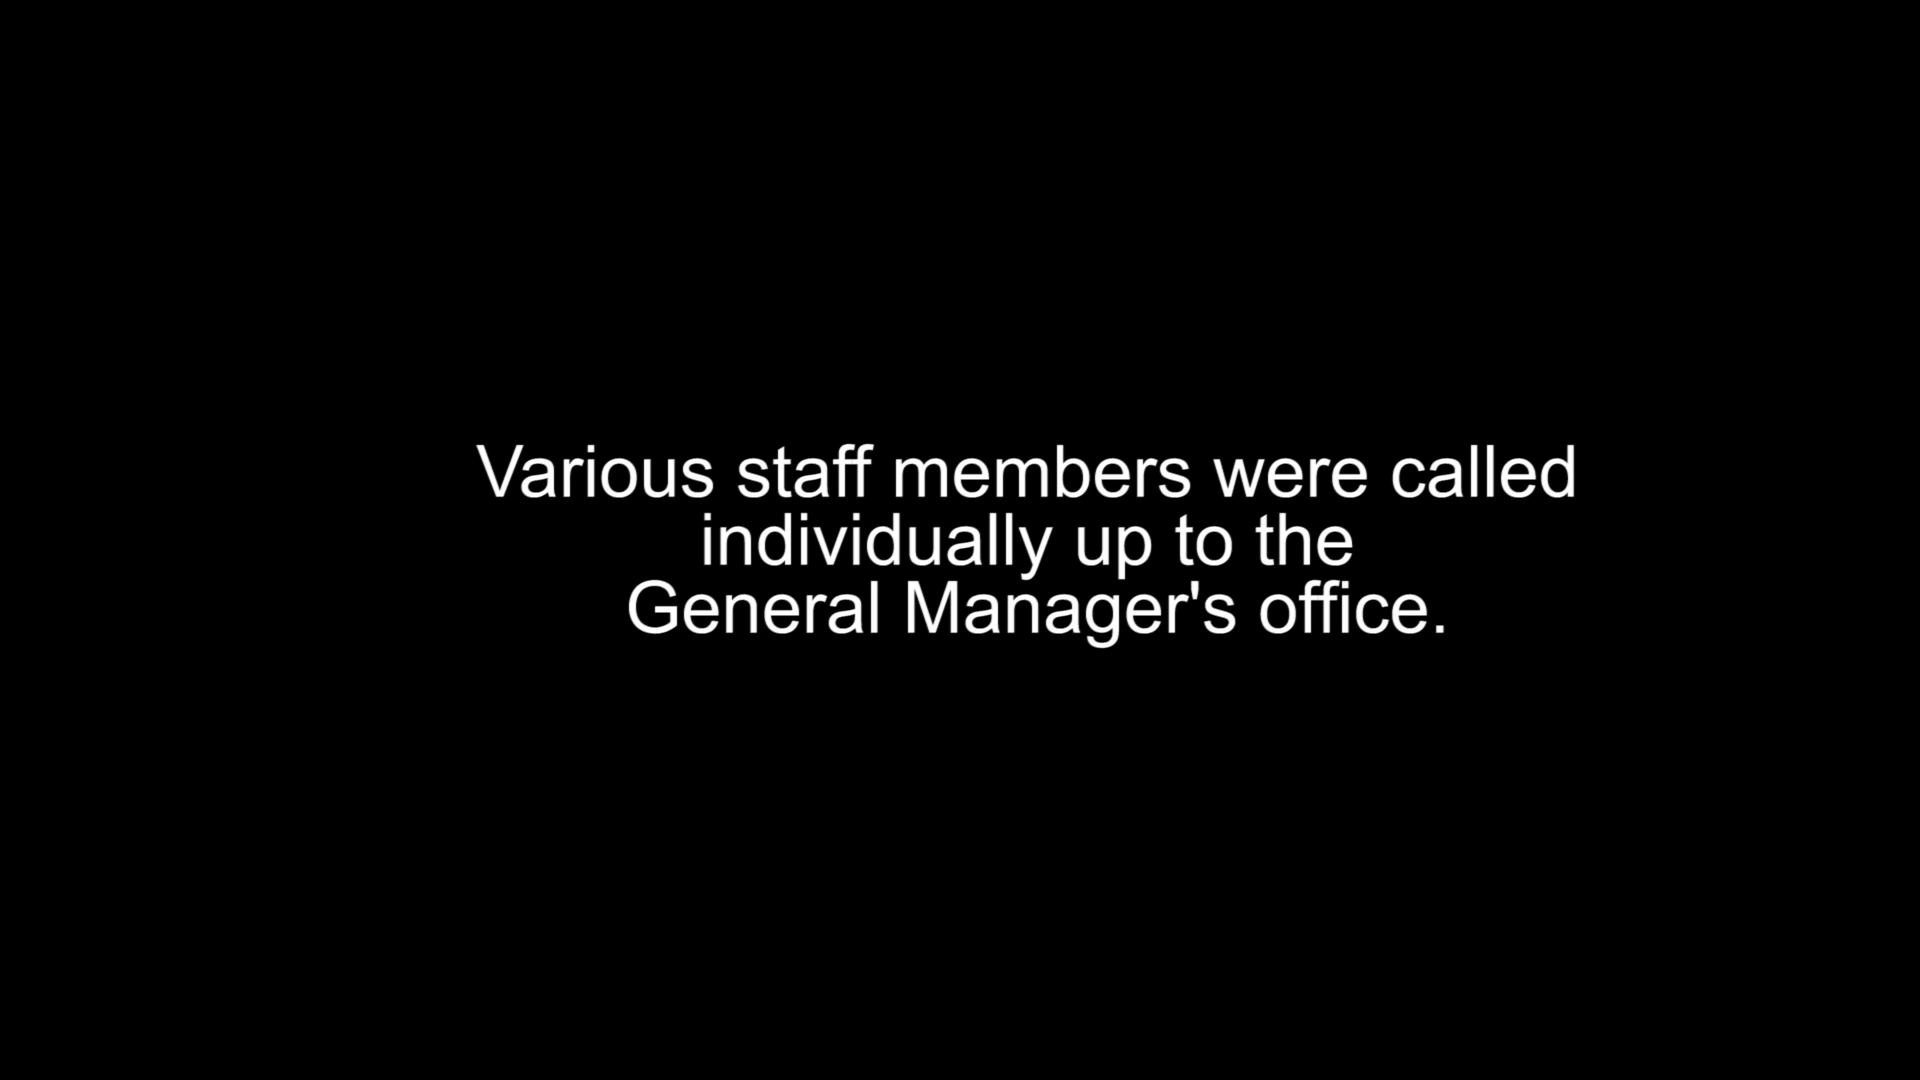 Various staff members were called
individually up to the
General Manager's office.